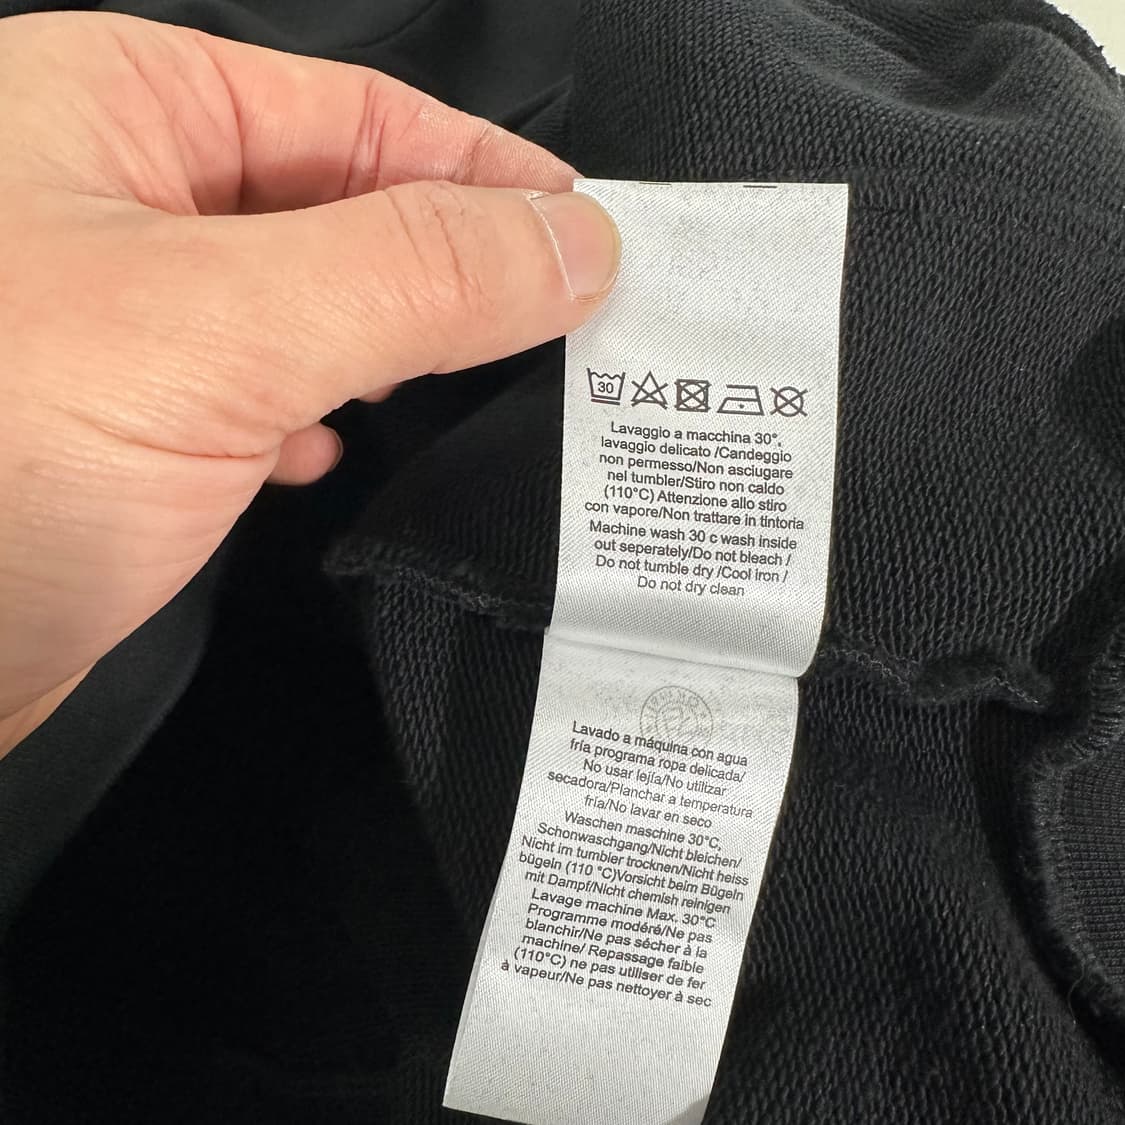 30
Lavaggio a macchina 30°,
lavaggio delicato /Candeggio
non permesso/Non asciugare
nel tumbler/Stiro non caldo
(110°C) Attenzione allo stiro
con vapore/Non trattare in tintoria
Machine wash 30 c wash inside
out seperately/Do not bleach /
Do not tumble dry /Cool iron /
Do not dry clean
Lavado a máquina con agua
fría programa ropa delicada/
No usar lejía/No utilizar
secadora/Planchar a temperatura
fría/No lavar en seco
Waschen maschine 30°C,
Schonwaschgang/Nicht bleichen/
Nicht im tumbler trocknen/Nicht heiss
bügeln (110 °C)Vorsicht beim Bügeln
mit Dampf/Nicht chemish reinigen
Lavage machine Max. 30°C
Programme modéré/Ne pas
blanchir/Ne pas sécher à la
machine/ Repassage faible
(110°C) ne pas utiliser de fer
à vapeur/Ne pas nettoyer à sec